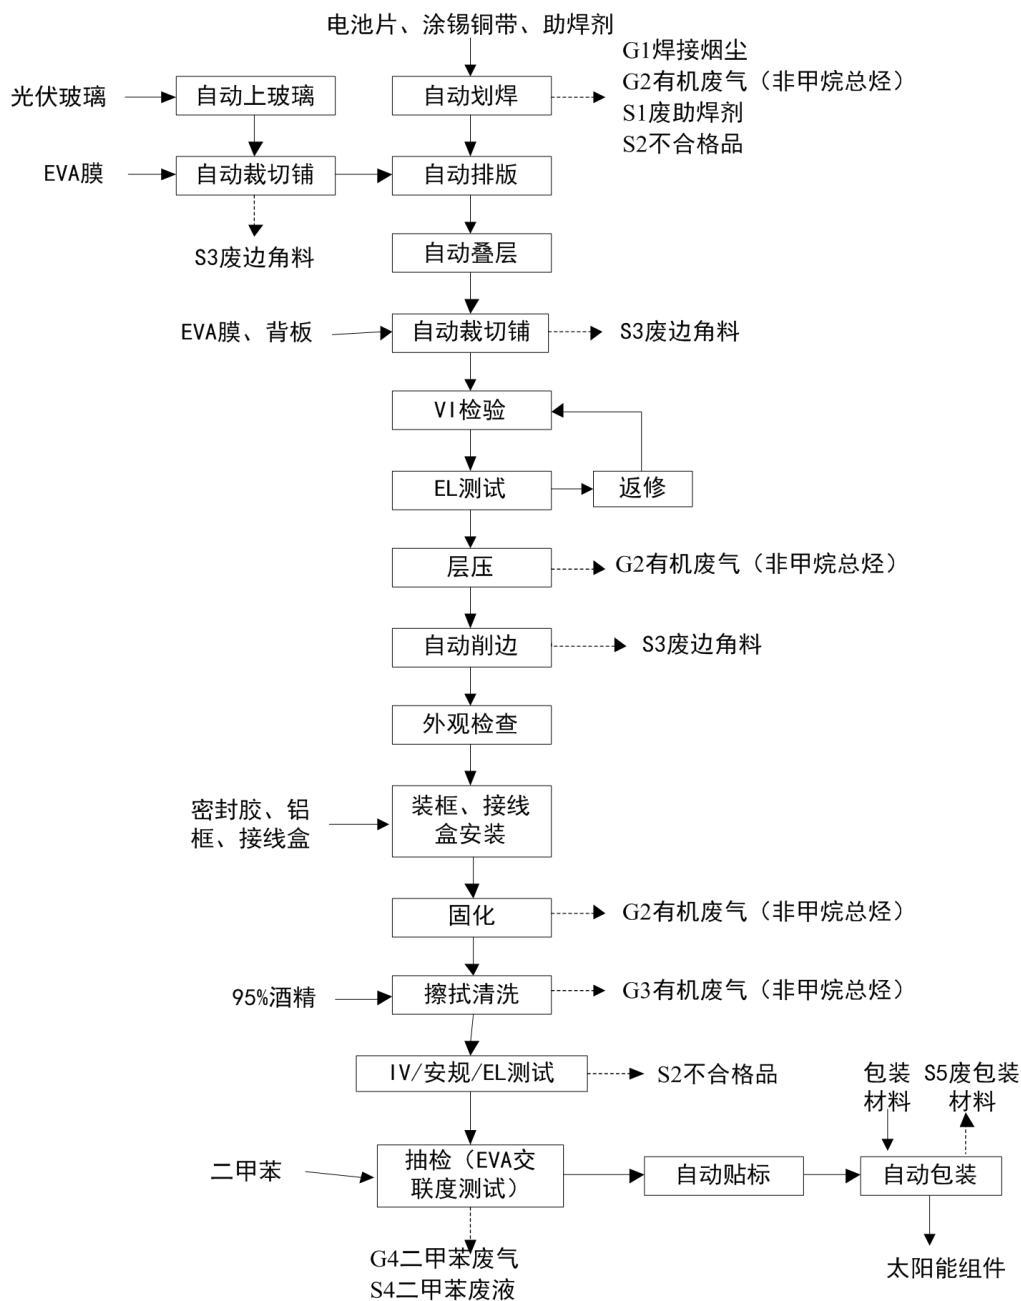 电池片、涂锡铜带、助焊剂
G1焊接烟尘
G2有机废气（非甲烷总烃）
S1废助焊剂
S2不合格品
光伏玻璃
自动上玻璃
自动划焊
EVA膜
自动裁切铺
自动排版
S3废边角料
自动叠层
EVA膜、背板
自动裁切铺
S3废边角料
VI检验
EL测试
返修
层压
G2有机废气（非甲烷总烃）
自动削边
S3废边角料
外观检查
密封胶、铝
框、接线盒
装框、接线
盒安装
固化
G2有机废气（非甲烷总烃）
95%酒精
擦拭清洗
G3有机废气（非甲烷总烃）
IV/安规/EL测试
S2不合格品
包装
材料
S5废包装
材料
二甲苯
抽检（EVA交
联度测试）
自动贴标
自动包装
G4二甲苯废气
S4二甲苯废液
太阳能组件